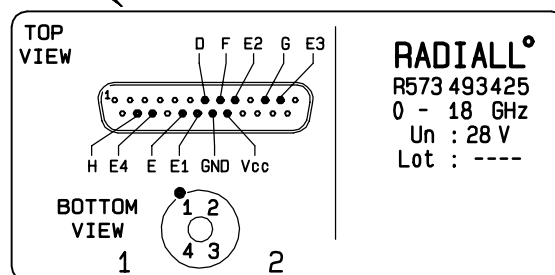 TOP
VIEW
D F E2 G E3
1
H E4 E E1 GND Vcc
BOTTOM
VIEW
1 2
4 3
1 2
RADIALL°
R573 493425
0 - 18 GHz
Un : 28 V
Lot : ----